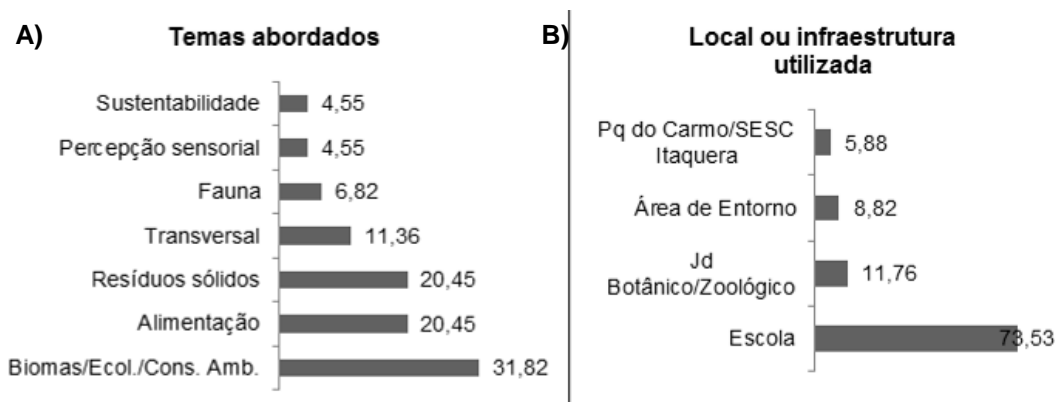 A)
Temas abordados
Sustentabilidade 4,55
Percepção sensorial 4,55
Fauna 6,82
Transversal 11,36
Resíduos sólidos 20,45
Alimentação 20,45
Biomas/Ecol./Cons. Amb. 31,82
B)
Local ou infraestrutura
utilizada
Pq do Carmo/SESC
Itaquera 5,88
Área de Entorno 8,82
Jd
Botânico/Zoológico 11,76
Escola 73,53